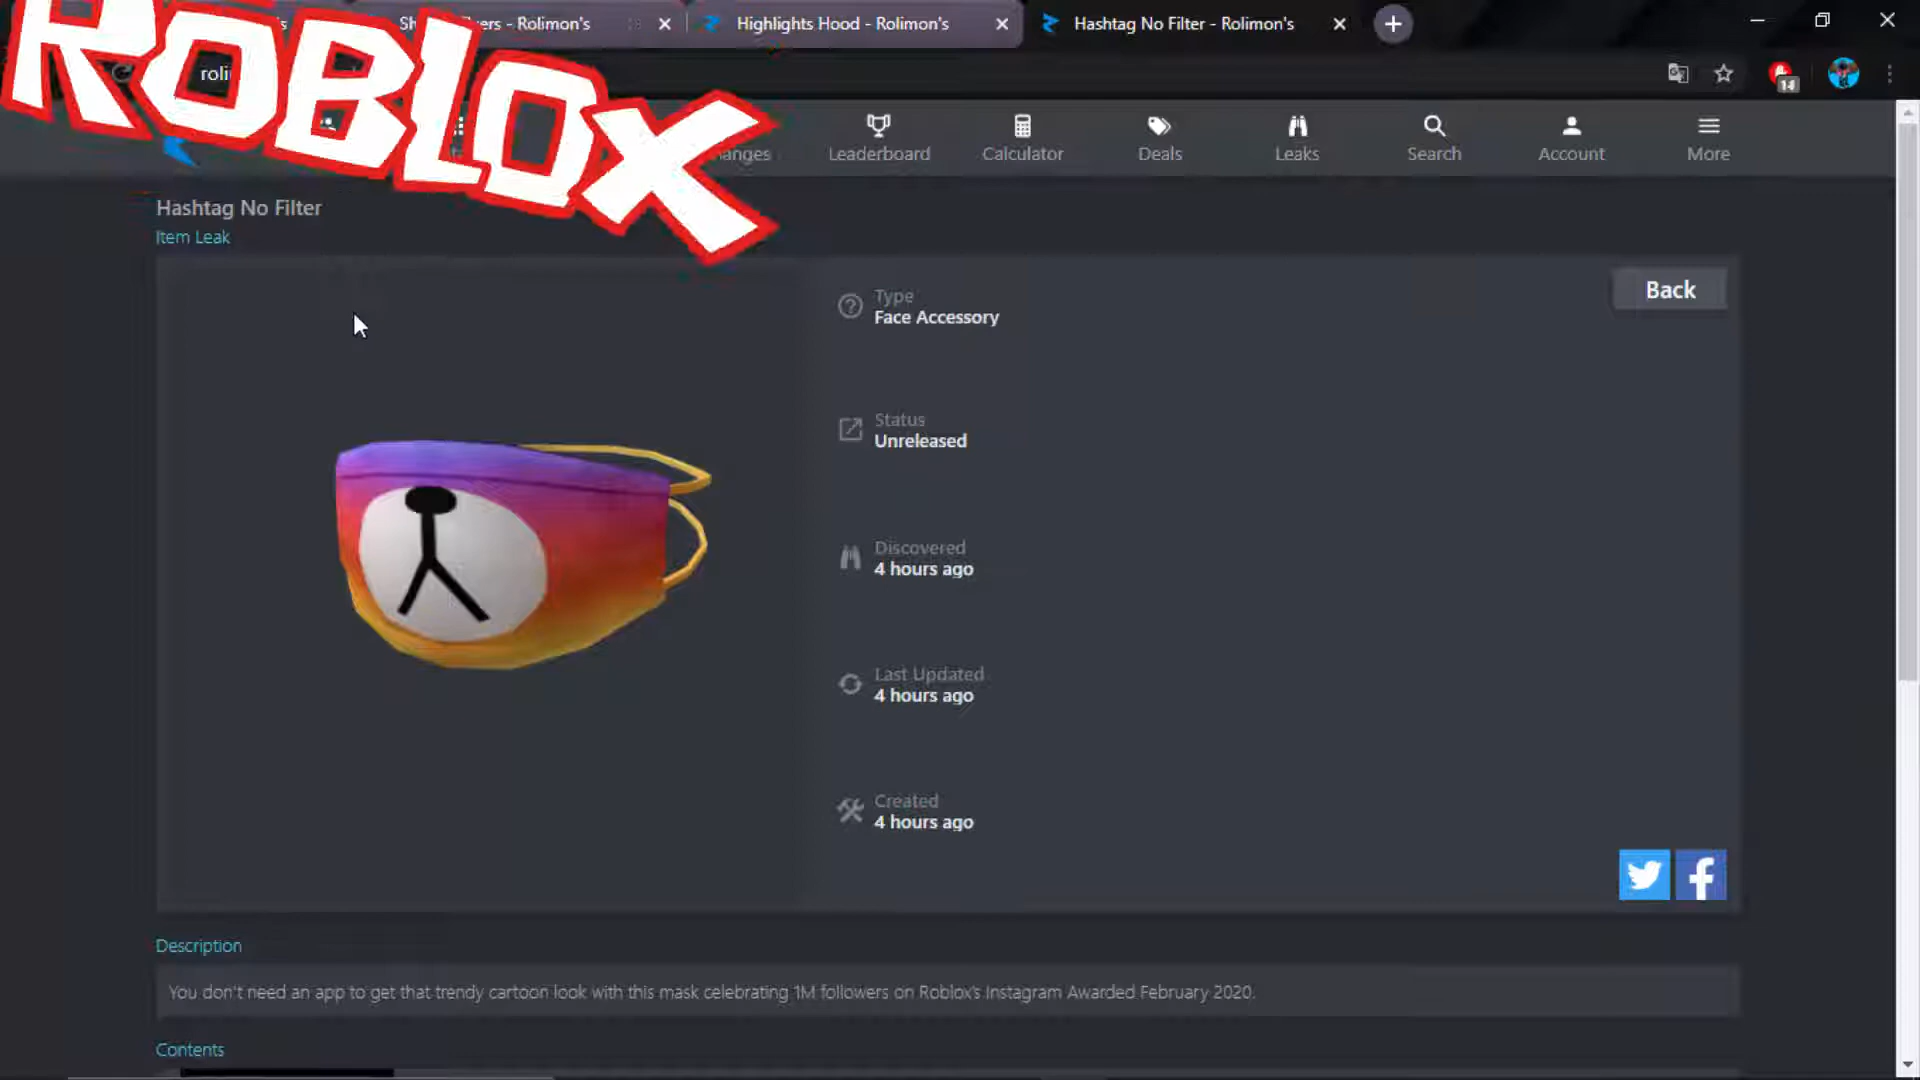 ROBLOX
- Rolimon's
Highlights Hood - Rolimon's
Hashtag No Filter - Rolimon's
14
Leaderboard
Calculator
Deals
Leaks
Search
Account
More
Hashtag No Filter
Item Leak
Type
Face Accessory
Back
Status
Unreleased
Discovered
4 hours ago
Last Updated
4 hours ago
Created
4 hours ago
Description
You don't need an app to get that trendy cartoon look with this mask celebrating 1M followers on Roblox's Instagram Awarded February 2020.
Contents